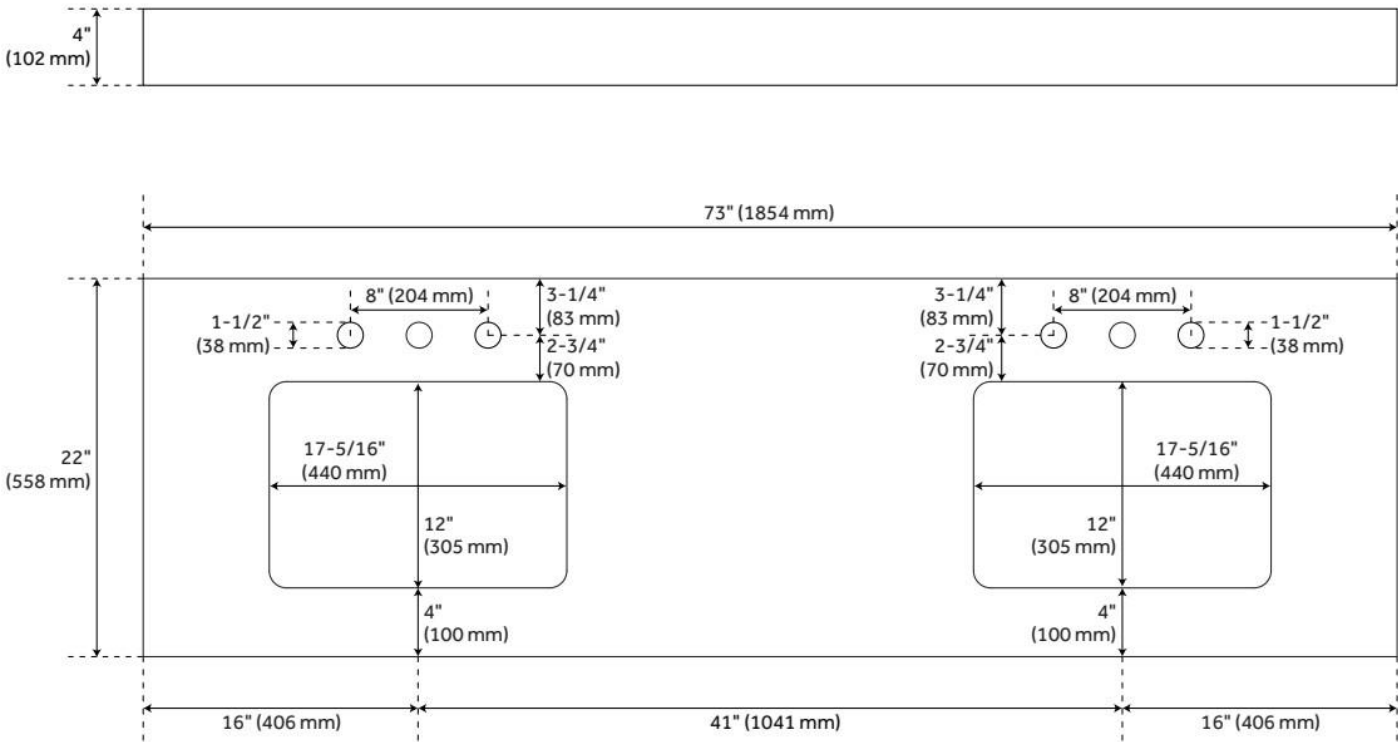 4"
(102 mm)
73" (1854 mm)
8" (204 mm)
3-1/4"
(83 mm)
3-1/4"
(83 mm)
8" (204 mm)
1-1/2"
(38 mm)
2-3/4"
(70 mm)
2-3/4"
(70 mm)
1-1/2"
(38 mm)
22"
(558 mm)
17-5/16"
(440 mm)
17-5/16"
(440 mm)
12"
(305 mm)
12"
(305 mm)
4"
(100 mm)
4"
(100 mm)
16" (406 mm)
41" (1041 mm)
16" (406 mm)